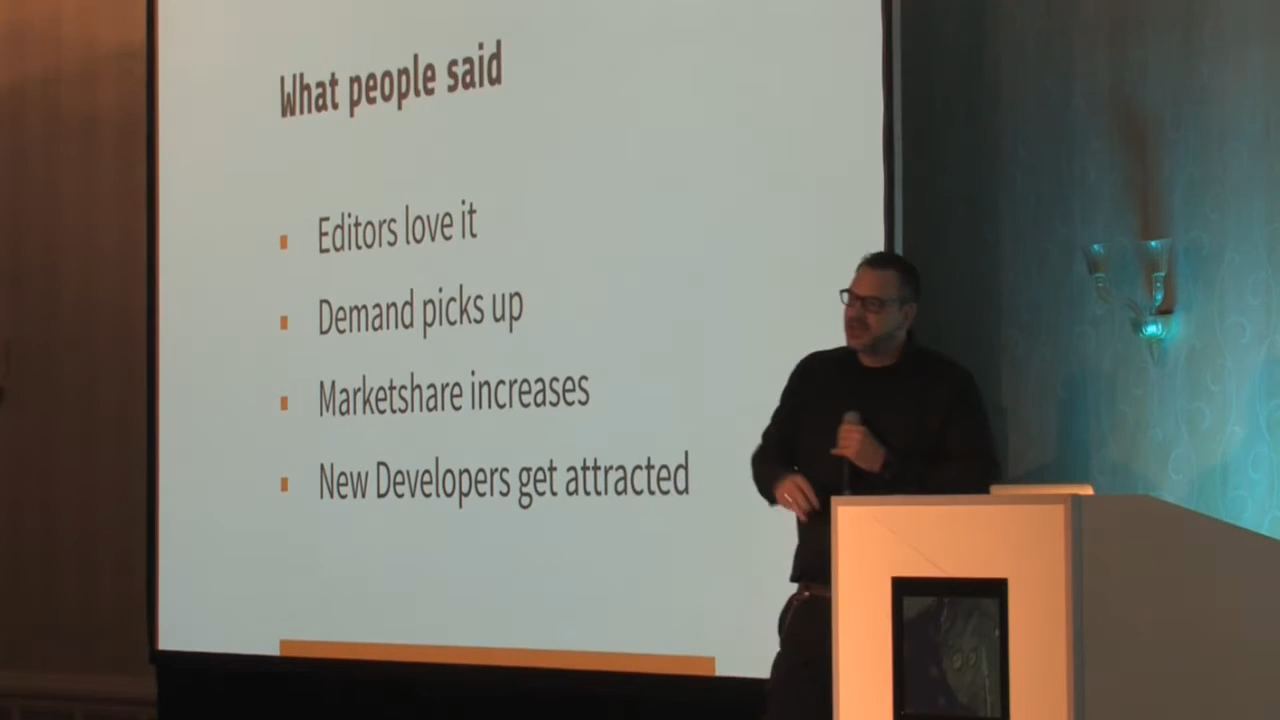 What people said
Editors love it
Demand picks up
Marketshare increases
New Developers get attracted